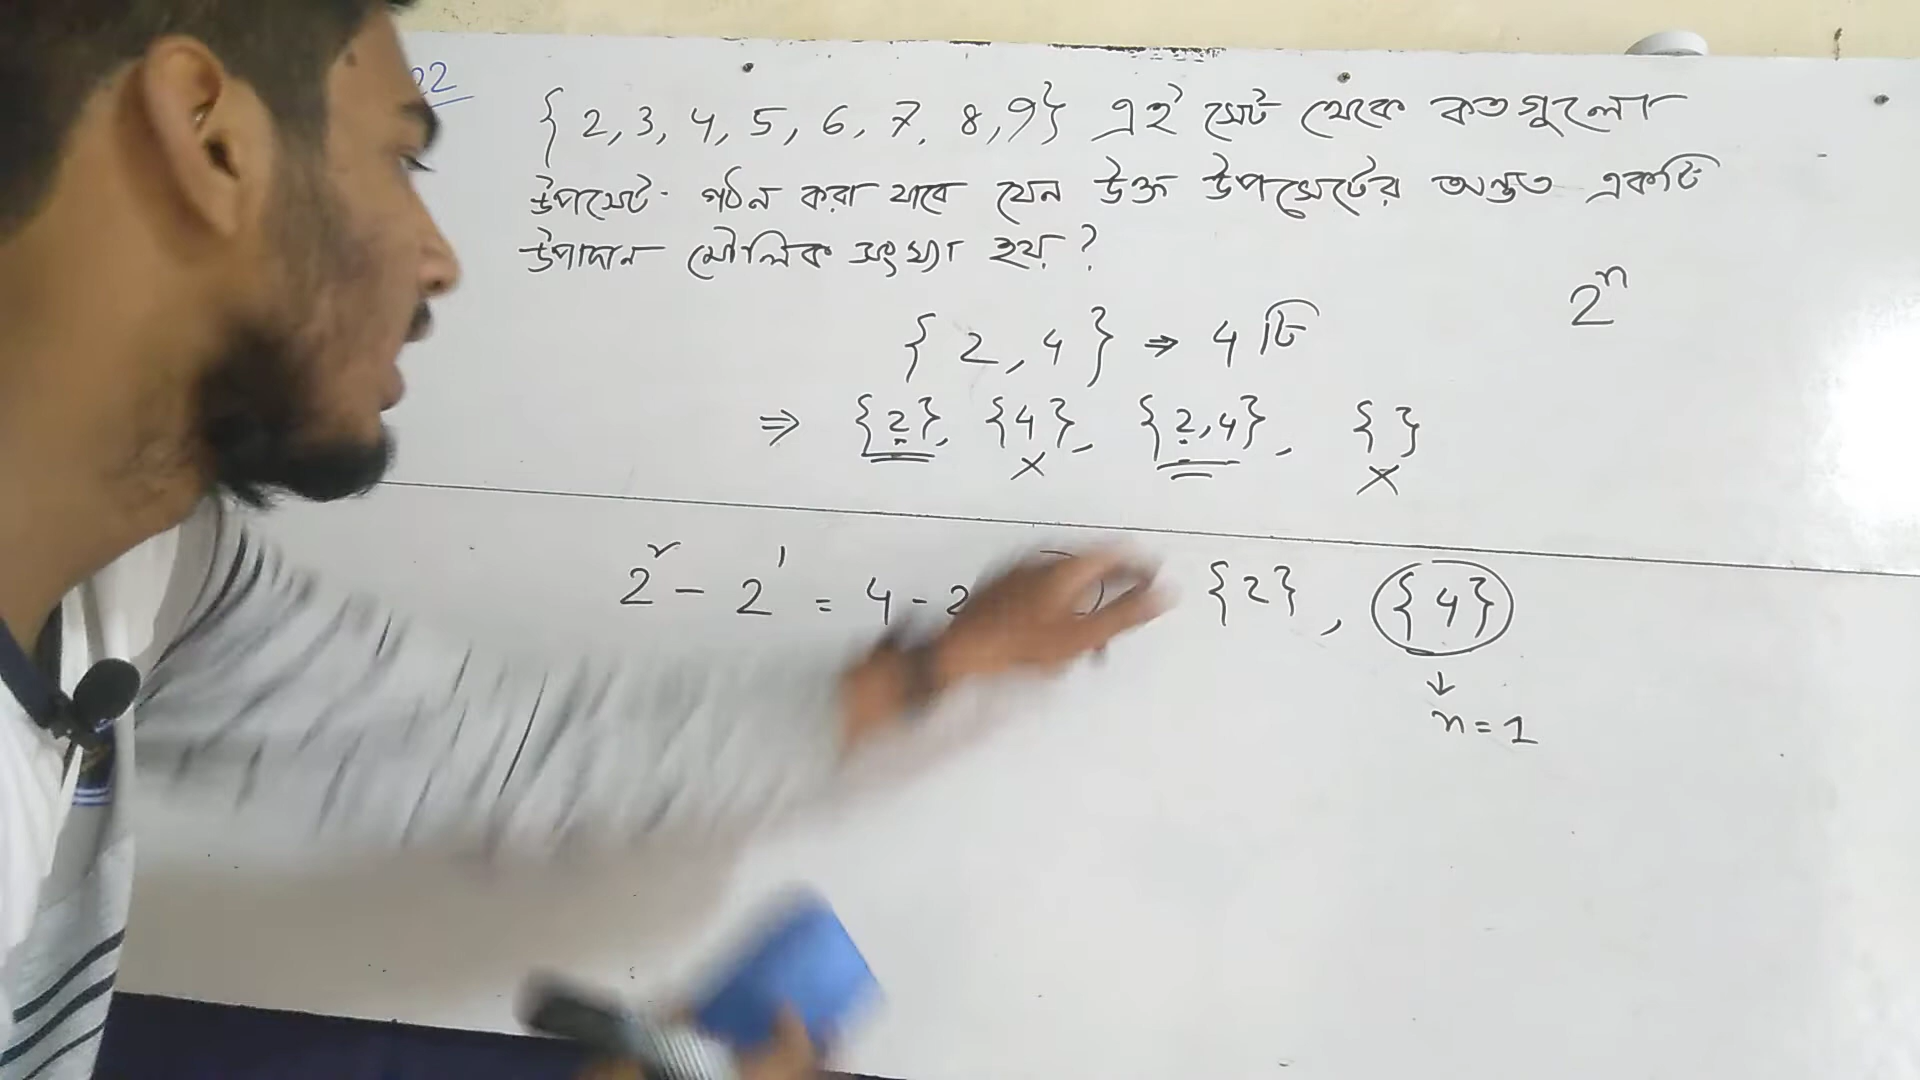 22
{ 2, 3, 4, 5, 6, 7, 8, 9} এই সেট থেকে কতগুলো
উপসেট গঠন করা যাবে যেন উক্ত উপসেটের অন্তত একটি
উপাদান মৌলিক সংখ্যা হয় ?
2ⁿ
{ 2, 4 } ⇒ 4 টি
⇒ {2}, {4}, {2,4}, { }
× ×
2² - 2¹ = 4 - 2 {2}, {4}
↓
n = 1